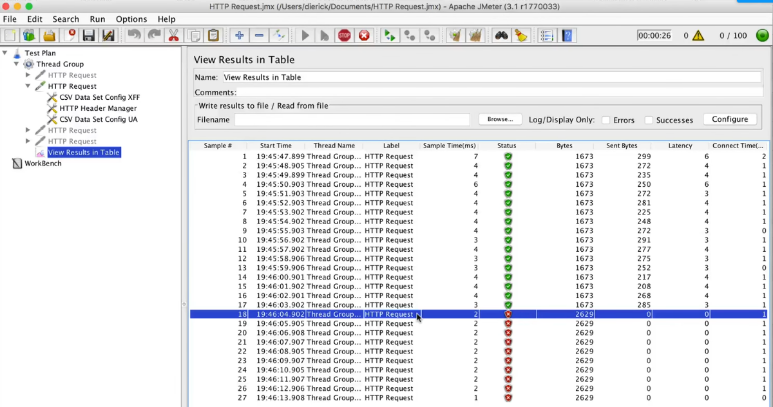 HTTP Request.jmx (/Users/dierick/Documents/HTTP Request.jmx) - Apache JMeter (3.1 r1770033)
File Edit Search Run Options Help
00:00:26 0 0 / 100
Test Plan
Thread Group
HTTP Request
HTTP Request
CSV Data Set Config XFF
HTTP Header Manager
CSV Data Set Config UA
HTTP Request
HTTP Request
View Results in Table
WorkBench
View Results in Table
Name: View Results in Table
Comments:
Write results to file / Read from file
Filename Browse... Log/Display Only: Errors Successes Configure
Sample # Start Time Thread Name Label Sample Time(ms) Status Bytes Sent Bytes Latency Connect Time(...
1 19:45:47.899 Thread Group... HTTP Request 7 1673 299 6 2
2 19:45:48.905 Thread Group... HTTP Request 4 1673 272 4 1
3 19:45:49.899 Thread Group... HTTP Request 4 1673 235 4 1
4 19:45:50.903 Thread Group... HTTP Request 6 1673 250 6 1
5 19:45:51.903 Thread Group... HTTP Request 4 1673 272 3 1
6 19:45:52.903 Thread Group... HTTP Request 4 1673 281 4 1
7 19:45:53.902 Thread Group... HTTP Request 4 1673 225 4 1
8 19:45:54.902 Thread Group... HTTP Request 4 1673 248 4 1
9 19:45:55.903 Thread Group... HTTP Request 4 1673 272 3 0
10 19:45:56.902 Thread Group... HTTP Request 3 1673 291 3 1
11 19:45:57.902 Thread Group... HTTP Request 4 1673 277 4 1
12 19:45:58.906 Thread Group... HTTP Request 3 1673 275 3 1
13 19:45:59.906 Thread Group... HTTP Request 3 1673 252 3 0
14 19:46:00.901 Thread Group... HTTP Request 4 1673 217 4 1
15 19:46:01.902 Thread Group... HTTP Request 4 1673 208 4 1
16 19:46:02.901 Thread Group... HTTP Request 4 1673 268 4 1
17 19:46:03.902 Thread Group... HTTP Request 3 1673 285 3 1
18 19:46:04.902 Thread Group... HTTP Request 2 2629 0 0 1
19 19:46:05.905 Thread Group... HTTP Request 2 2629 0 0 1
20 19:46:06.908 Thread Group... HTTP Request 2 2629 0 0 1
21 19:46:07.907 Thread Group... HTTP Request 2 2629 0 0 1
22 19:46:08.905 Thread Group... HTTP Request 2 2629 0 0 1
23 19:46:09.907 Thread Group... HTTP Request 2 2629 0 0 1
24 19:46:10.905 Thread Group... HTTP Request 2 2629 0 0 1
25 19:46:11.907 Thread Group... HTTP Request 2 2629 0 0 1
26 19:46:12.906 Thread Group... HTTP Request 2 2629 0 0 1
27 19:46:13.908 Thread Group... HTTP Request 1 2629 0 0 0